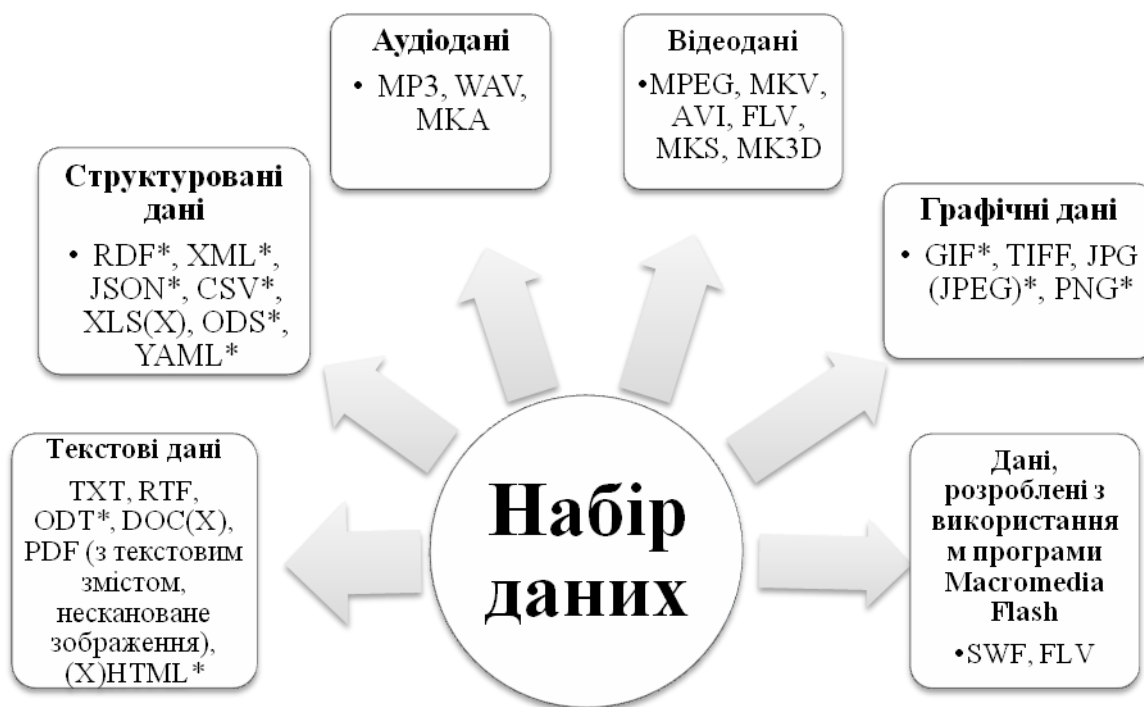 Аудіодані
• MP3, WAV,
MKA
Відеодані
•MPEG, MKV,
AVI, FLV,
MKS, MK3D
Структуровані
дані
• RDF*, XML*,
JSON*, CSV*,
XLS(X), ODS*,
YAML*
Графічні дані
• GIF*, TIFF, JPG
(JPEG)*, PNG*
Текстові дані
TXT, RTF,
ODT*, DOC(X),
PDF (з текстовим
змістом,
нескановане
зображення),
(X)HTML*
Набір
даних
Дані,
розроблені з
використання
м програми
Macromedia
Flash
•SWF, FLV